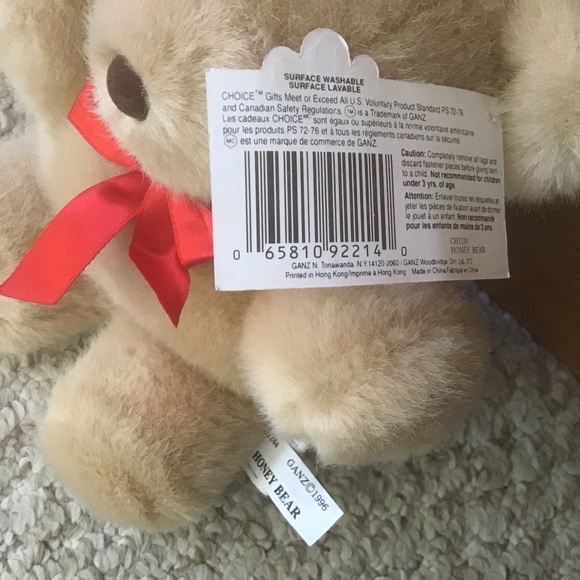 SURFACE WASHABLE
SURFACE LAVABLE
CHOICE™ Gifts Meet or Exceed All U.S. Voluntary Product Standard PS 72-76
and Canadian Safety Regulations. (TM) is a Trademark of GANZ.
Les cadeaux CHOICE MC sont égaux ou supérieurs à la norme volontaire américaine
pour les produits PS 72-76 et à tous les règlements canadiens sur la sécurité
(MC) est une marque de commerce de GANZ.
Caution: Completely remove all tags and
discard fastener pieces before giving item
to a child. Not recommended for children
under 3 yrs. of age.
Attention: Enlever toutes les étiquettes et
jeter les pièces de fixation avant de donner
le jouet à un enfant. Non recommandé
pour les enfants de moins de 3 ans.
HONEY BEAR
0 65810 92214 0
GANZ N. Tonawanda, N.Y. 14120-2060 / GANZ Woodbridge, Ont. L4L
Printed in Hong Kong/Imprimé à Hong Kong
Made in China/Fabriqué en Chine
HONEY BEAR
GANZ©1996